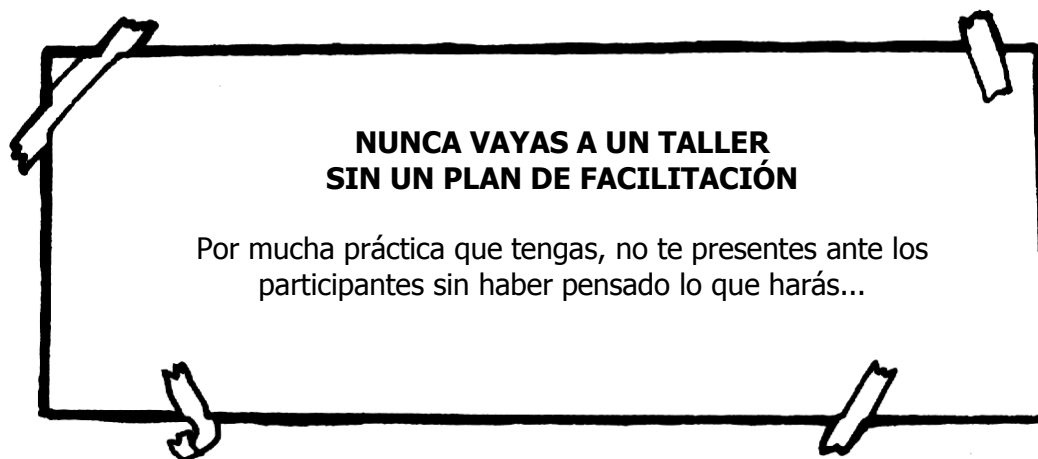 NUNCA VAYAS A UN TALLER
SIN UN PLAN DE FACILITACIÓN
Por mucha práctica que tengas, no te presentes ante los
participantes sin haber pensado lo que harás...